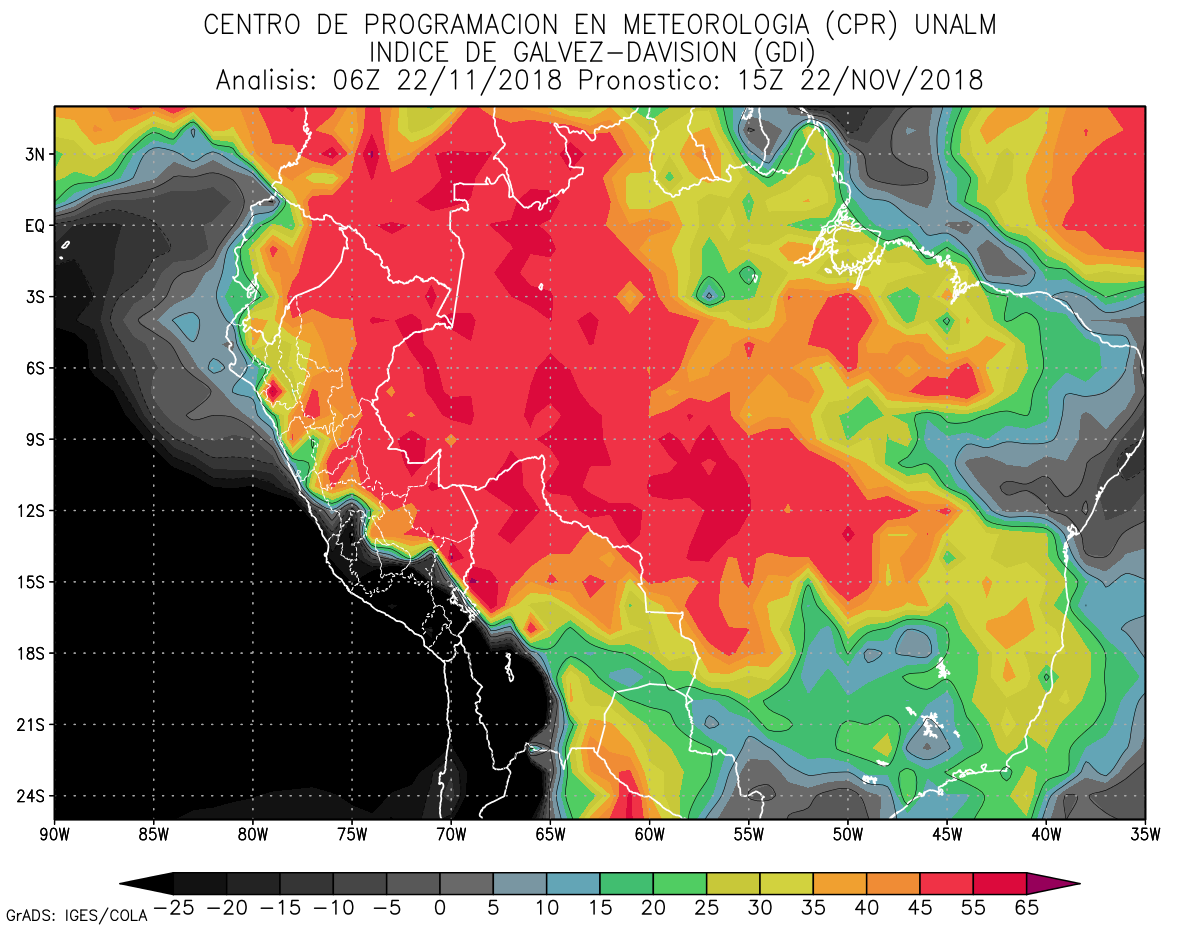 CENTRO DE PROGRAMACION EN METEOROLOGIA (CPR) UNALM
INDICE DE GALVEZ-DAVISION (GDI)
Analisis: 06Z 22/11/2018 Pronostico: 15Z 22/NOV/2018
3N
EQ
3S
6S
9S
12S
15S
18S
21S
24S
90W 85W 80W 75W 70W 65W 60W 55W 50W 45W 40W 35W
GrADS: IGES/COLA -25 -20 -15 -10 -5 0 5 10 15 20 25 30 35 40 45 55 65